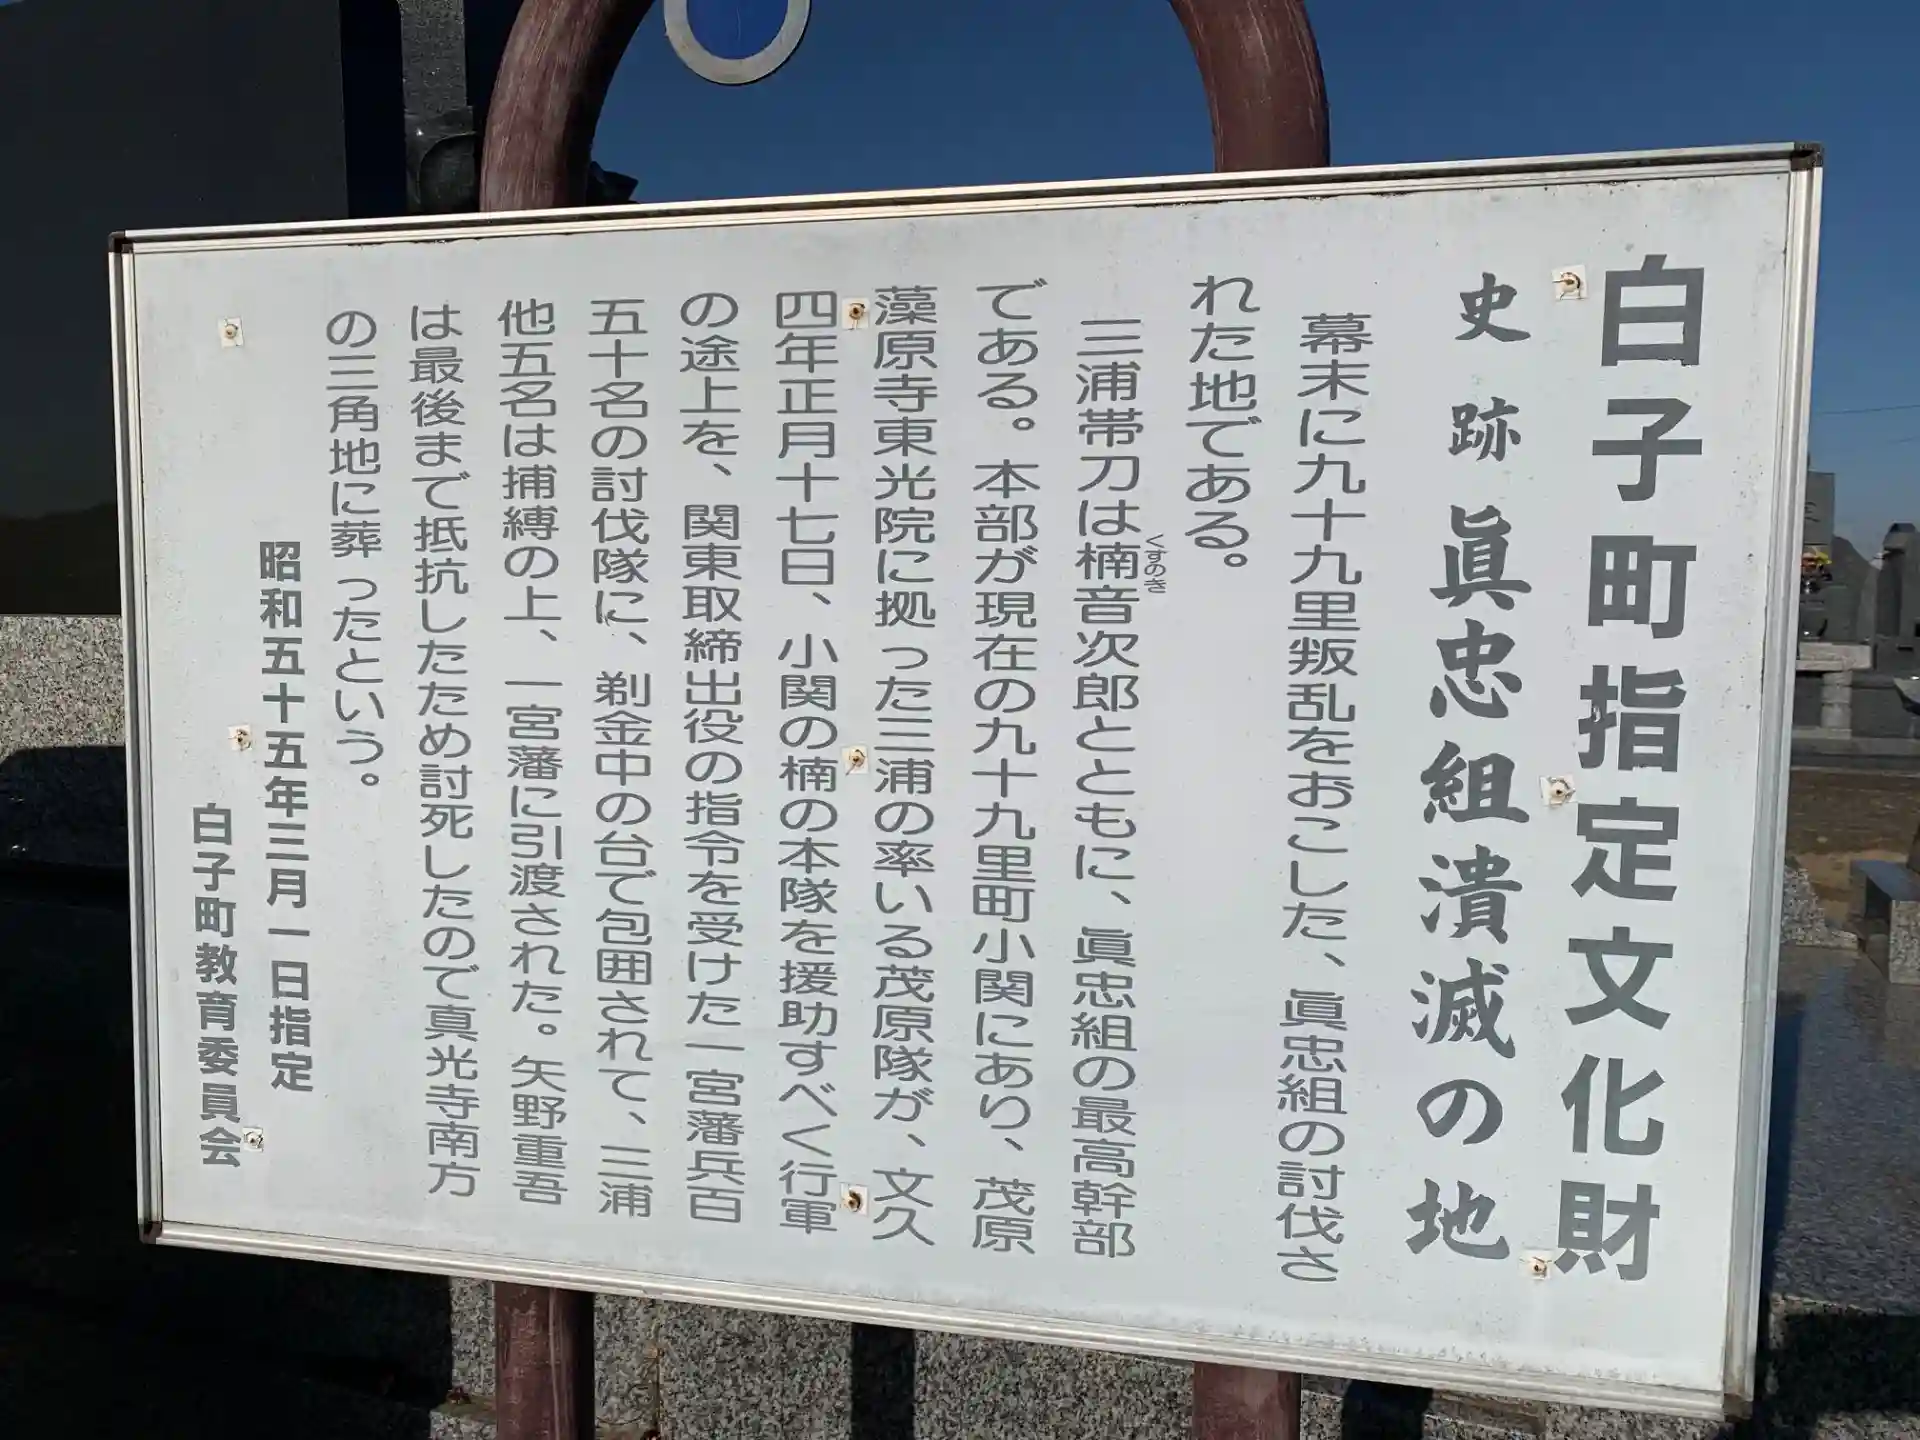 白子町指定文化財
史跡 眞忠組潰滅の地
幕末に九十九里叛乱をおこした、眞忠組の討伐さ
れた地である。
三浦帯刀は楠音次郎とともに、眞忠組の最高幹部
くすのき
である。本部が現在の九十九里町小関にあり、茂原
藻原寺東光院に拠った三浦の率いる茂原隊が、文久
四年正月十七日、小関の楠の本隊を援助すべく行軍
の途上を、関東取締出役の指令を受けた一宮藩兵百
五十名の討伐隊に、剃金中の台で包囲されて、三浦
他五名は捕縛の上、一宮藩に引渡された。矢野重吾
は最後まで抵抗したため討死したので真光寺南方
の三角地に葬ったという。
昭和五十五年三月一日指定
白子町教育委員会